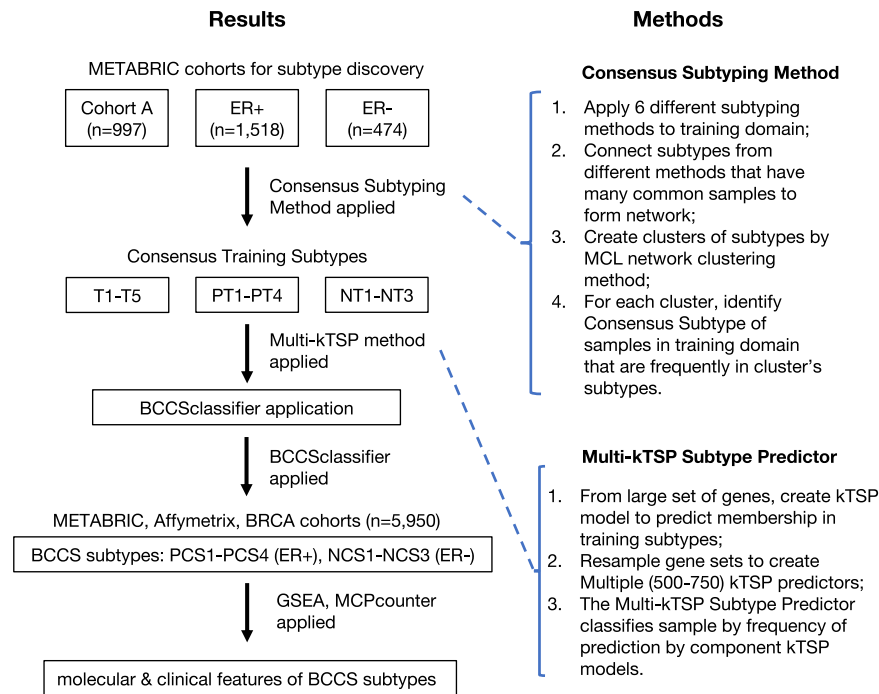 Results
METABRIC cohorts for subtype discovery
Cohort A
(n=997)
ER+
(n=1,518)
ER-
(n=474)
Consensus Subtyping
Method applied
Consensus Training Subtypes
T1-T5
PT1-PT4
NT1-NT3
Multi-kTSP method
applied
BCCSclassifier application
BCCSclassifier
applied
METABRIC, Affymetrix, BRCA cohorts (n=5,950)
BCCS subtypes: PCS1-PCS4 (ER+), NCS1-NCS3 (ER-)
GSEA, MCPcounter
applied
molecular & clinical features of BCCS subtypes
Methods
Consensus Subtyping Method
1. Apply 6 different subtyping
methods to training domain;
2. Connect subtypes from
different methods that have
many common samples to
form network;
3. Create clusters of subtypes by
MCL network clustering
method;
4. For each cluster, identify
Consensus Subtype of
samples in training domain
that are frequently in cluster's
subtypes.
Multi-kTSP Subtype Predictor
1. From large set of genes, create kTSP
model to predict membership in
training subtypes;
2. Resample gene sets to create
Multiple (500-750) kTSP predictors;
3. The Multi-kTSP Subtype Predictor
classifies sample by frequency of
prediction by component kTSP
models.